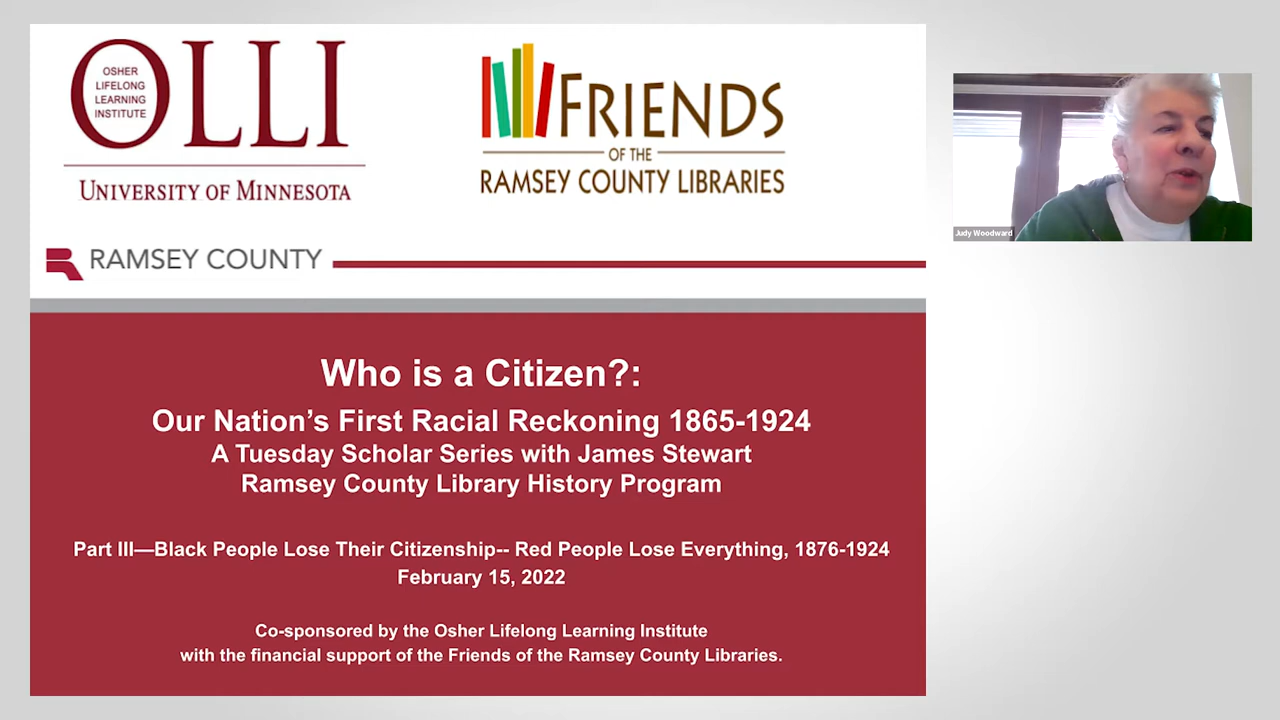 OLLI
OSHER
LIFELONG
LEARNING
INSTITUTE
UNIVERSITY OF MINNESOTA
FRIENDS
OF THE
RAMSEY COUNTY LIBRARIES
RAMSEY COUNTY
Judy Woodward
Who is a Citizen?:
Our Nation's First Racial Reckoning 1865-1924
A Tuesday Scholar Series with James Stewart
Ramsey County Library History Program
Part III—Black People Lose Their Citizenship-- Red People Lose Everything, 1876-1924
February 15, 2022
Co-sponsored by the Osher Lifelong Learning Institute
with the financial support of the Friends of the Ramsey County Libraries.